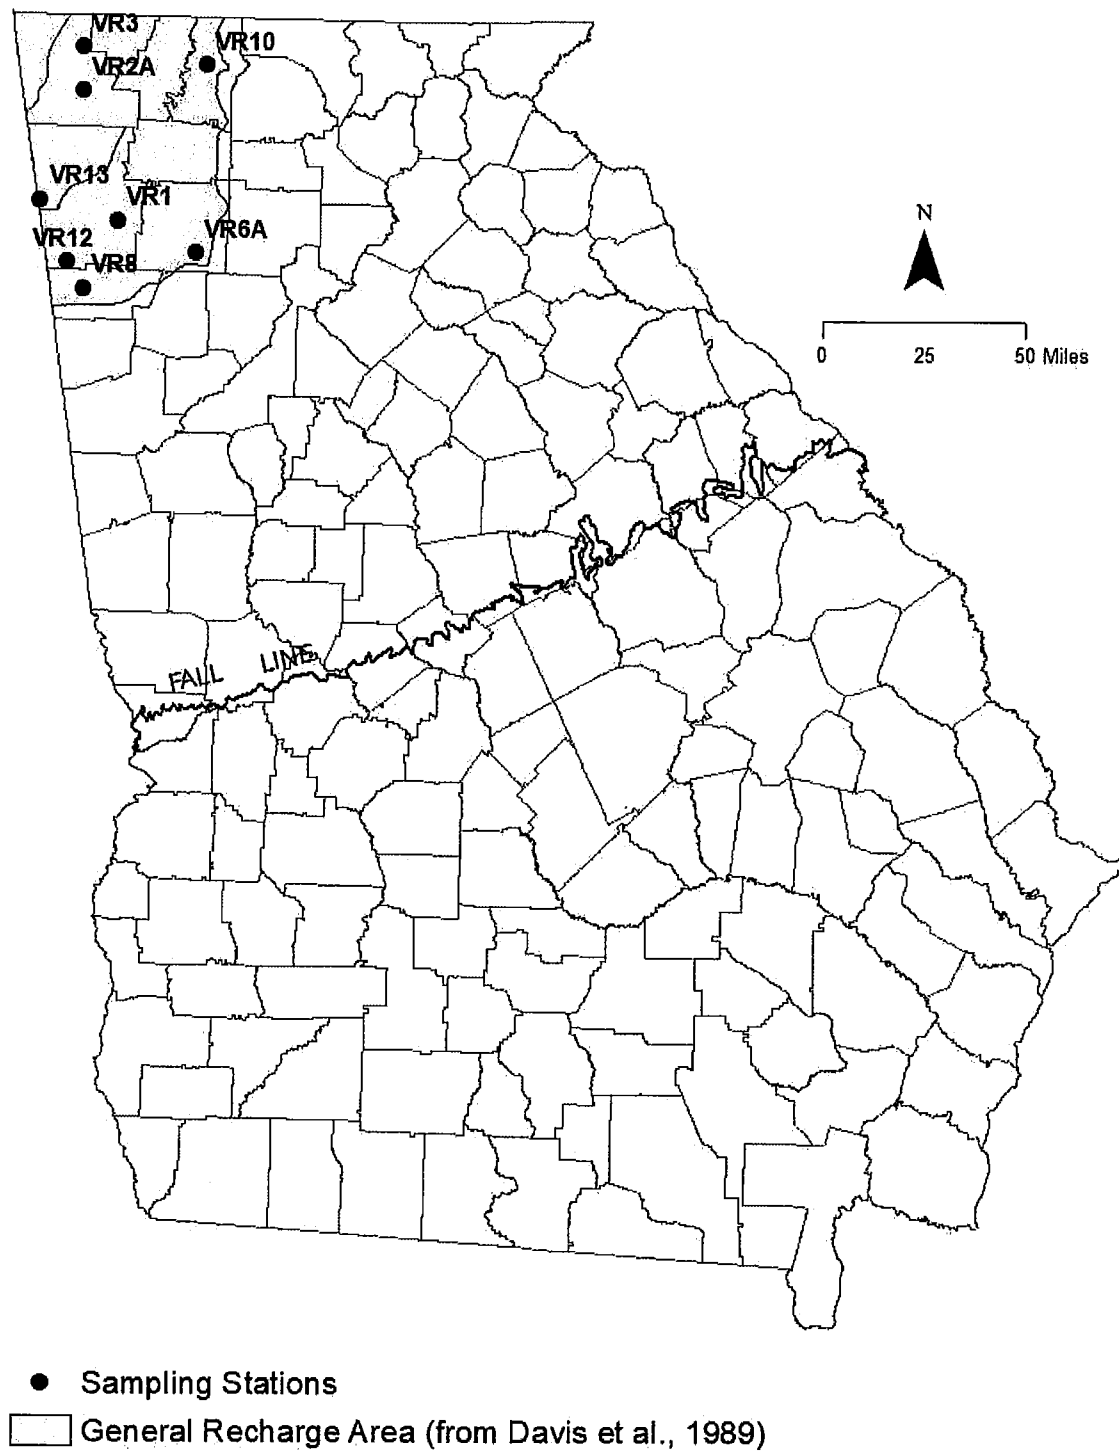 VR3
VR10
VR2A
VR13
VR1
VR6A
VR12
VR8
N
0 25 50 Miles
FALL LINE
Sampling Stations
General Recharge Area (from Davis et al., 1989)